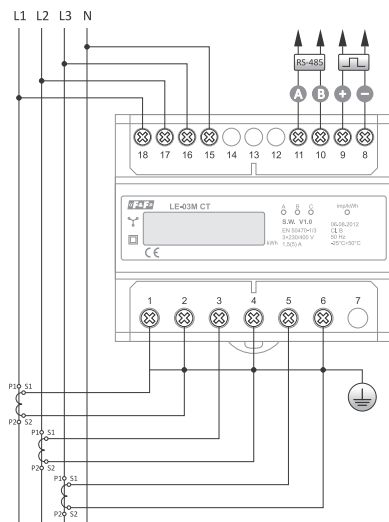 L1 L2 L3 N
RS-485
A B + −
18 17 16 15 14 13 12 11 10 9 8
F&F LE-03M CT
A B C imp/kWh
S.W. V1.0
EN 50470-1/3
3×230/400 V
1,5(6) A
06.06.2012
Cl. B
50 Hz
-25°C÷50°C
kWh
CE
1 2 3 4 5 6 7
P1 S1
P2 S2
P1 S1
P2 S2
P1 S1
P2 S2